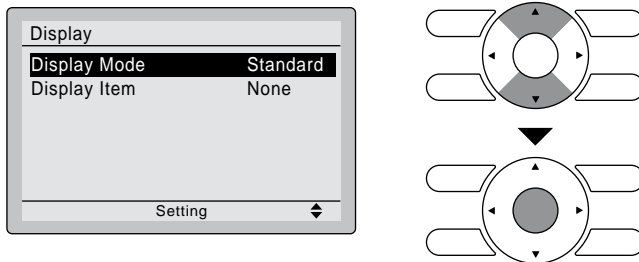 Display
Display Mode Standard
Display Item None
Setting